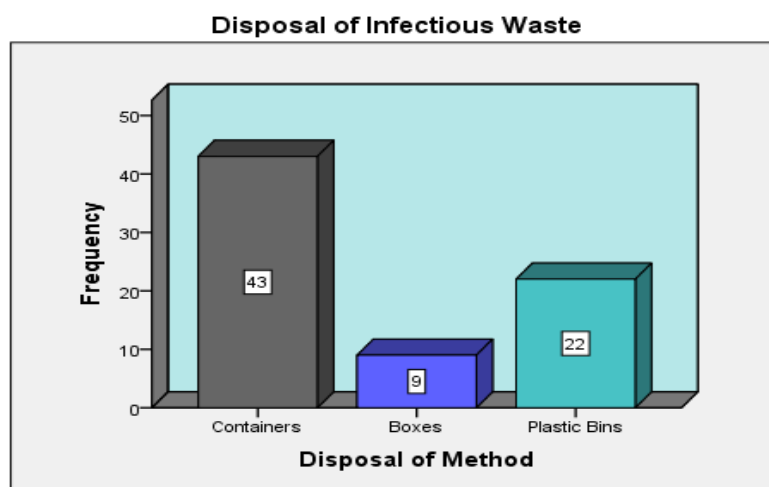 Disposal of Infectious Waste
50
40
30
20
10
0
Frequency
43
9
22
Containers Boxes Plastic Bins
Disposal of Method